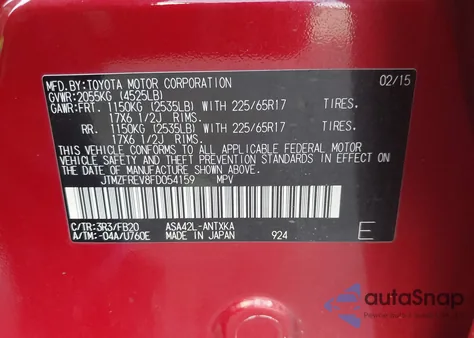 MFD.BY:TOYOTA MOTOR CORPORATION 02/15
GVWR:2055KG (4525LB)
GAWR:FRT. 1150KG (2535LB) WITH 225/65R17 TIRES.
17X6 1/2J RIMS.
RR. 1150KG (2535LB) WITH 225/65R17 TIRES.
17X6 1/2J RIMS.
THIS VEHICLE CONFORMS TO ALL APPLICABLE FEDERAL MOTOR
VEHICLE SAFETY AND THEFT PREVENTION STANDARDS IN EFFECT
ON THE DATE OF MANUFACTURE SHOWN ABOVE.
JTMZFREV8FD054159 MPV
C/TR:3R3/FB20 ASA42L-ANTXKA
A/TM:-04A/U760E MADE IN JAPAN 924 E
autoSnap